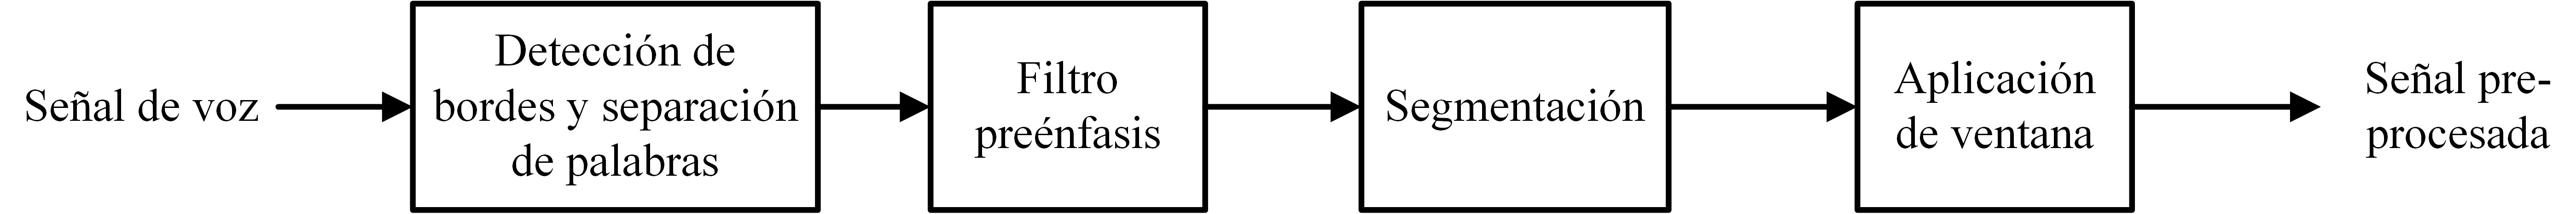 Señal de voz
Detección de
bordes y separación
de palabras
Filtro
preénfasis
Segmentación
Aplicación
de ventana
Señal pre-
procesada